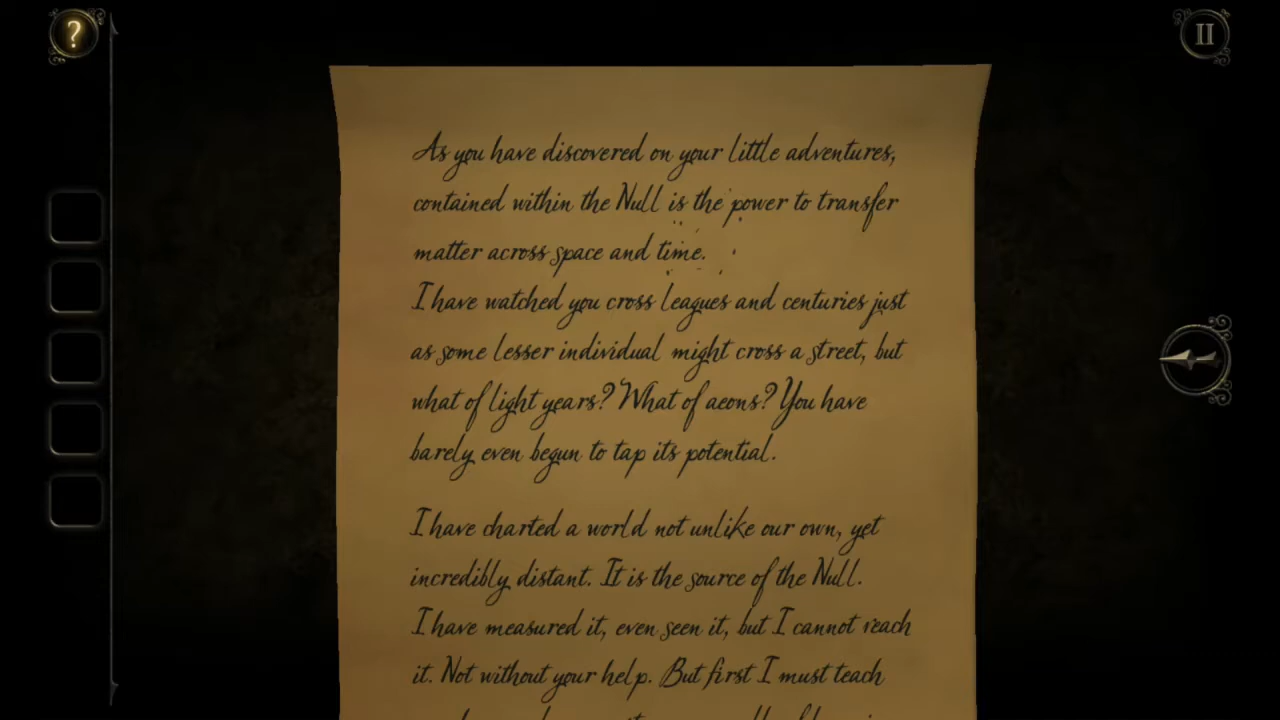 ?
As you have discovered on your little adventures,
contained within the Null is the power to transfer
matter across space and time.
I have watched you cross leagues and centuries just
as some lesser individual might cross a street, but
what of light years? What of aeons? You have
barely even begun to tap its potential.
I have charted a world not unlike our own, yet
incredibly distant. It is the source of the Null.
I have measured it, even seen it, but I cannot reach
it. Not without your help. But first I must teach